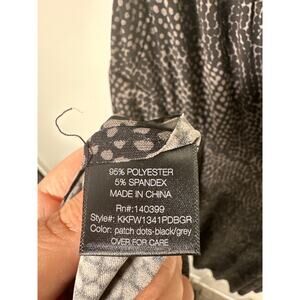 95% POLYESTER
5% SPANDEX
MADE IN CHINA
Rn#:140399
Style#: KKFW1341PDBGR
Color: patch dots-black/grey
OVER FOR CARE